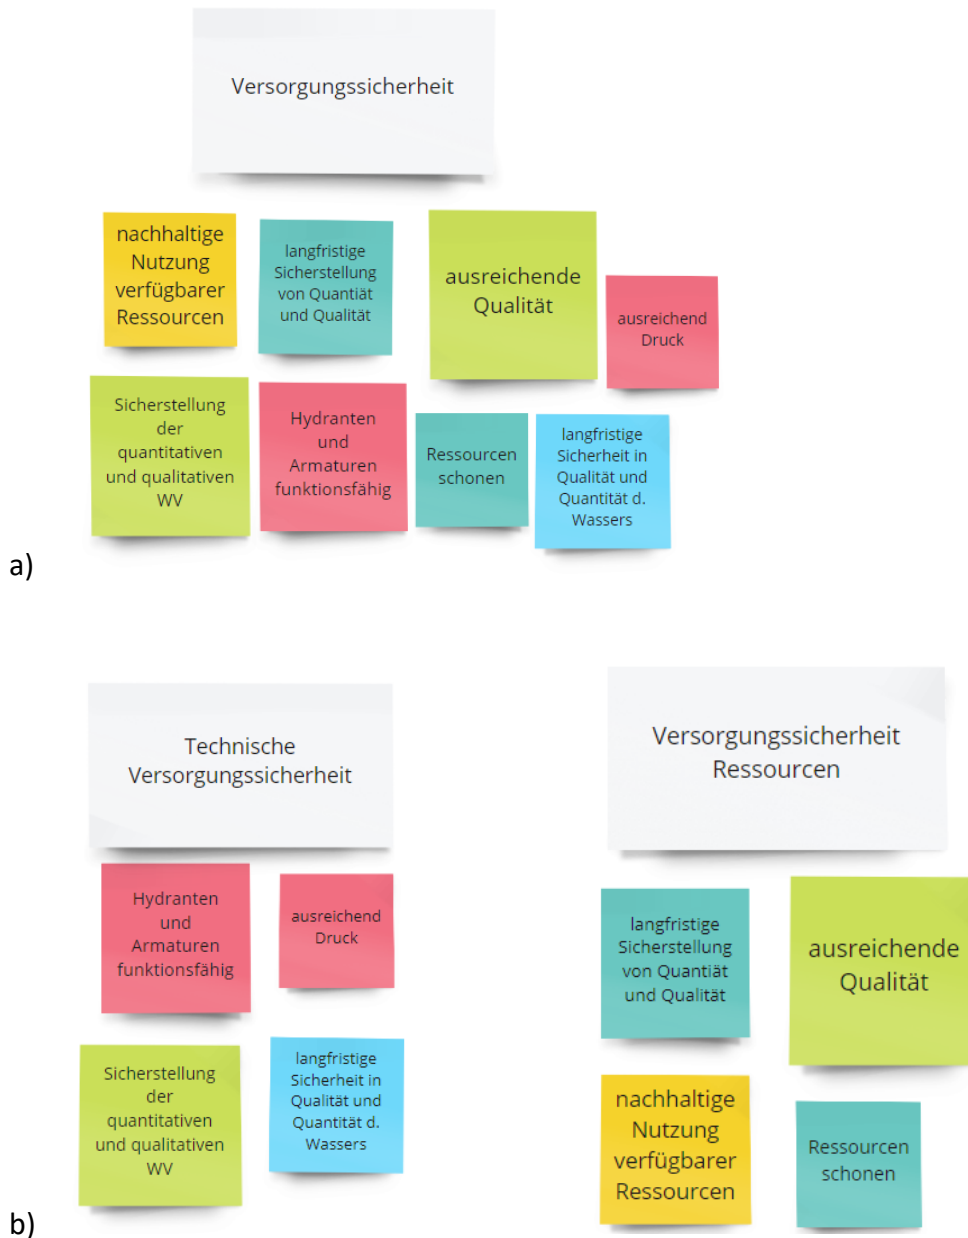 Versorgungssicherheit
nachhaltige
Nutzung
verfügbarer
Ressourcen
langfristige
Sicherstellung
von Quantiät
und Qualität
ausreichende
Qualität
ausreichend
Druck
Sicherstellung
der
quantitativen
und qualitativen
WV
Hydranten
und
Armaturen
funktionsfähig
Ressourcen
schonen
langfristige
Sicherheit in
Qualität und
Quantität d.
Wassers
a)
Technische
Versorgungssicherheit
Hydranten
und
Armaturen
funktionsfähig
ausreichend
Druck
Sicherstellung
der
quantitativen
und qualitativen
WV
langfristige
Sicherheit in
Qualität und
Quantität d.
Wassers
Versorgungssicherheit
Ressourcen
langfristige
Sicherstellung
von Quantiät
und Qualität
ausreichende
Qualität
nachhaltige
Nutzung
verfügbarer
Ressourcen
Ressourcen
schonen
b)